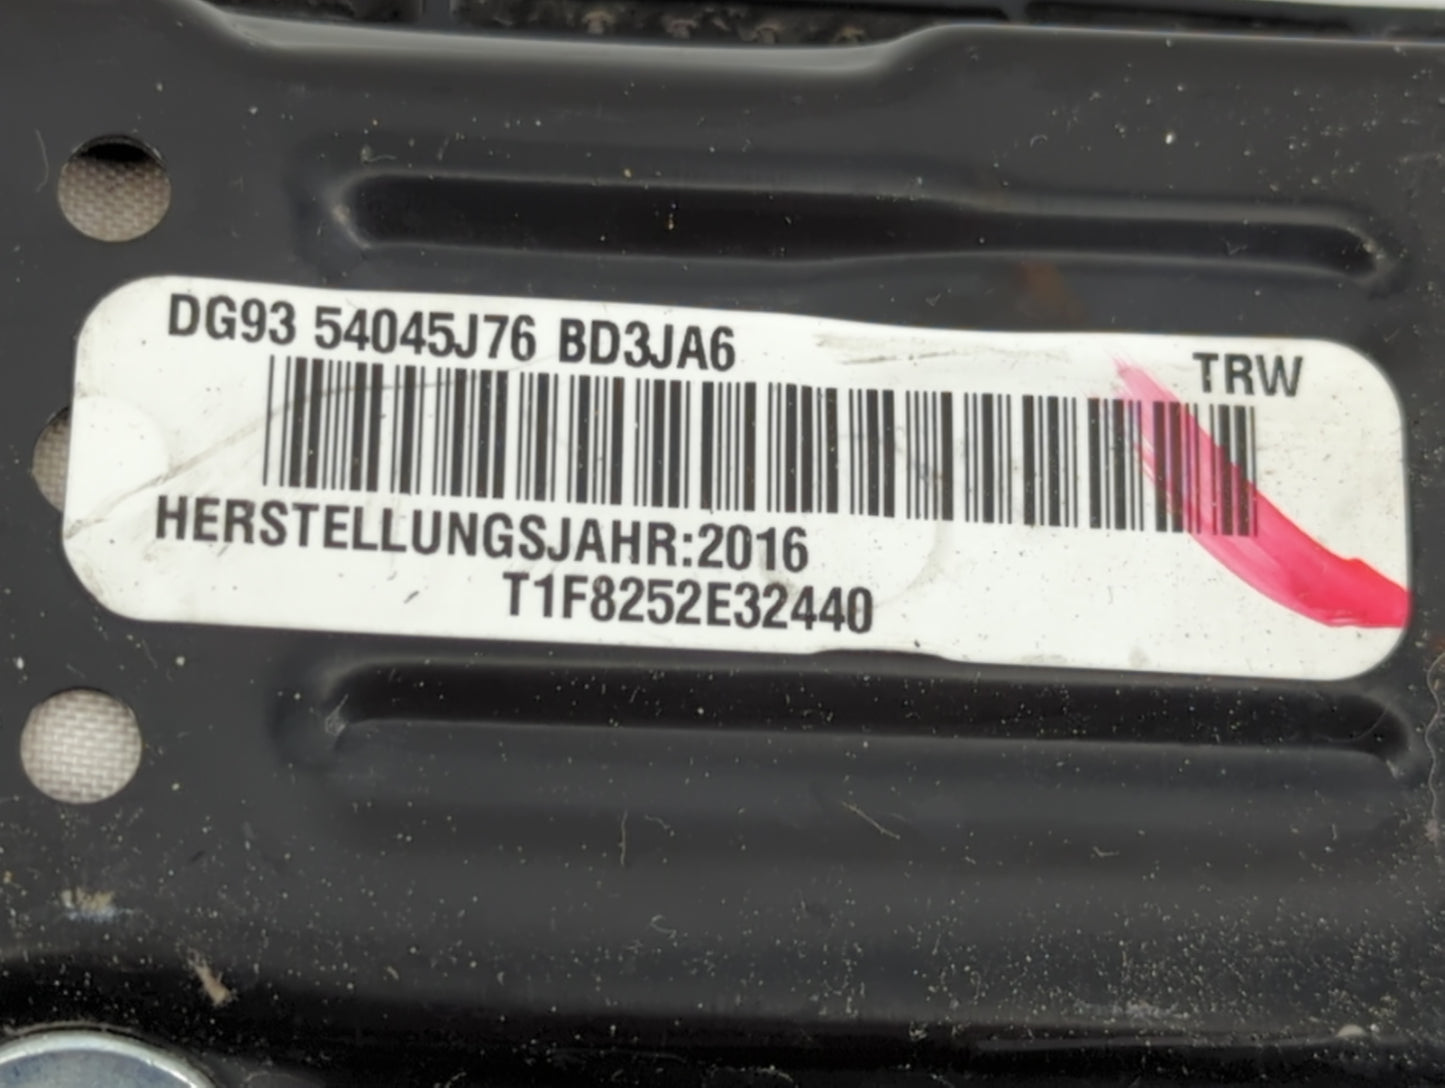 DG93 54045J76 BD3JA6 TRW
HERSTELLUNGSJAHR:2016
T1F8252E32440